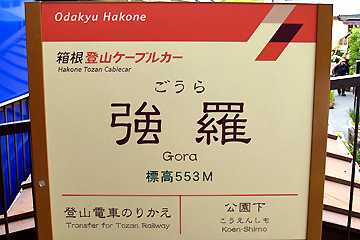 Odakyu Hakone
箱根登山ケーブルカー
Hakone Tozan Cablecar
ごうら
強羅
Gora
標高553M
登山電車のりかえ
Transfer for Tozan Railway
公園下
こうえんしも
Koen-Shimo